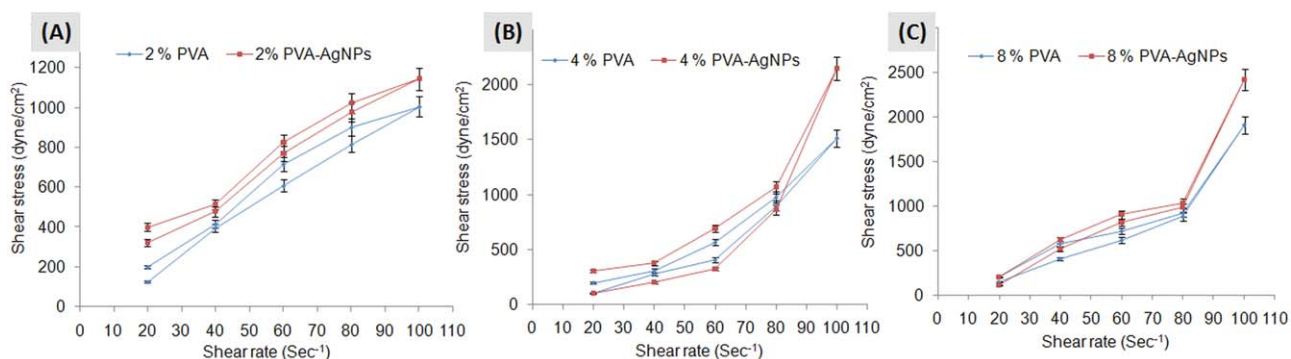 (A)
2 % PVA 2% PVA-AgNPs
Shear stress (dyne/cm²)
1200
1000
800
600
400
200
0
0 10 20 30 40 50 60 70 80 90 100 110
Shear rate (Sec⁻¹)
(B)
4 % PVA 4 % PVA-AgNPs
Shear stress (dyne/cm²)
2000
1500
1000
500
0
0 10 20 30 40 50 60 70 80 90 100 110
Shear rate (Sec⁻¹)
(C)
8 % PVA 8 % PVA-AgNPs
Shear stress (dyne/cm²)
2500
2000
1500
1000
500
0
0 10 20 30 40 50 60 70 80 90 100 110
Shear rate (Sec⁻¹)